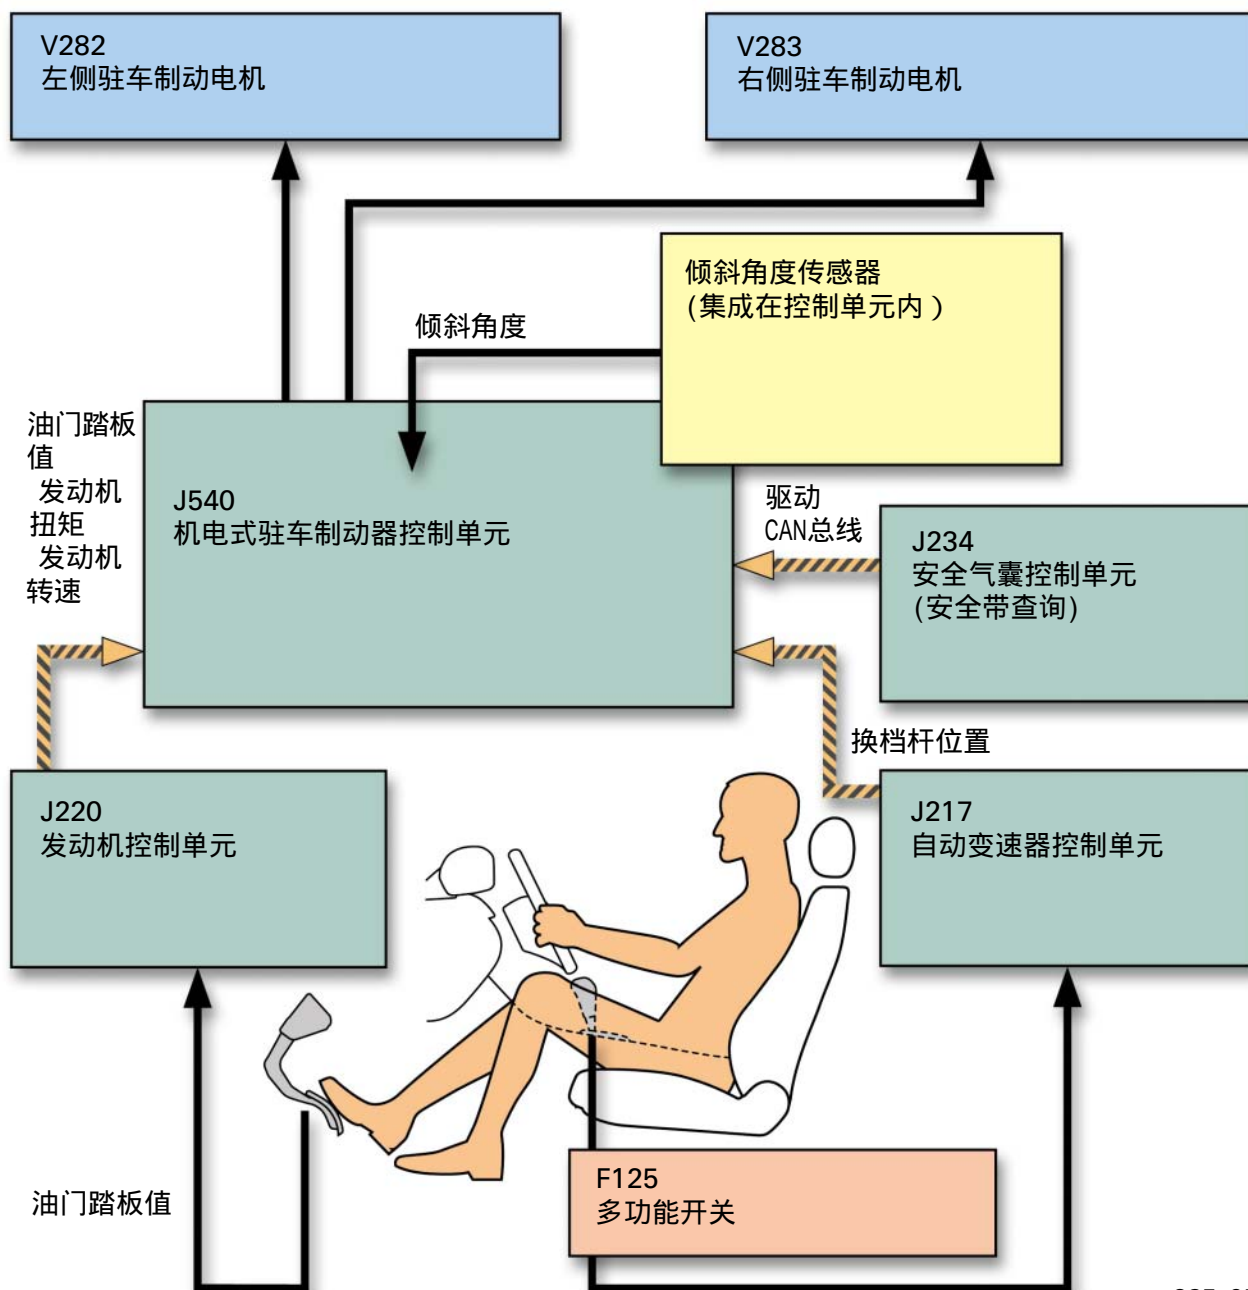 V282
左侧驻车制动电机
V283
右侧驻车制动电机
倾斜角度传感器
(集成在控制单元内 )
倾斜角度
油门踏板
值
发动机
扭矩
发动机
转速
J540
机电式驻车制动器控制单元
驱动
CAN总线
J234
安全气囊控制单元
(安全带查询)
换档杆位置
J220
发动机控制单元
J217
自动变速器控制单元
油门踏板值
F125
多功能开关